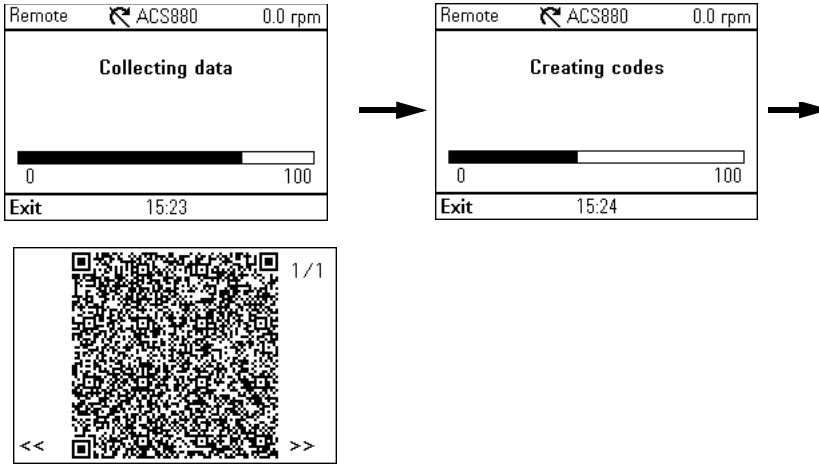 Remote ACS880 0.0 rpm
Collecting data
0 100
Exit 15:23
Remote ACS880 0.0 rpm
Creating codes
0 100
Exit 15:24
1/1
<< >>